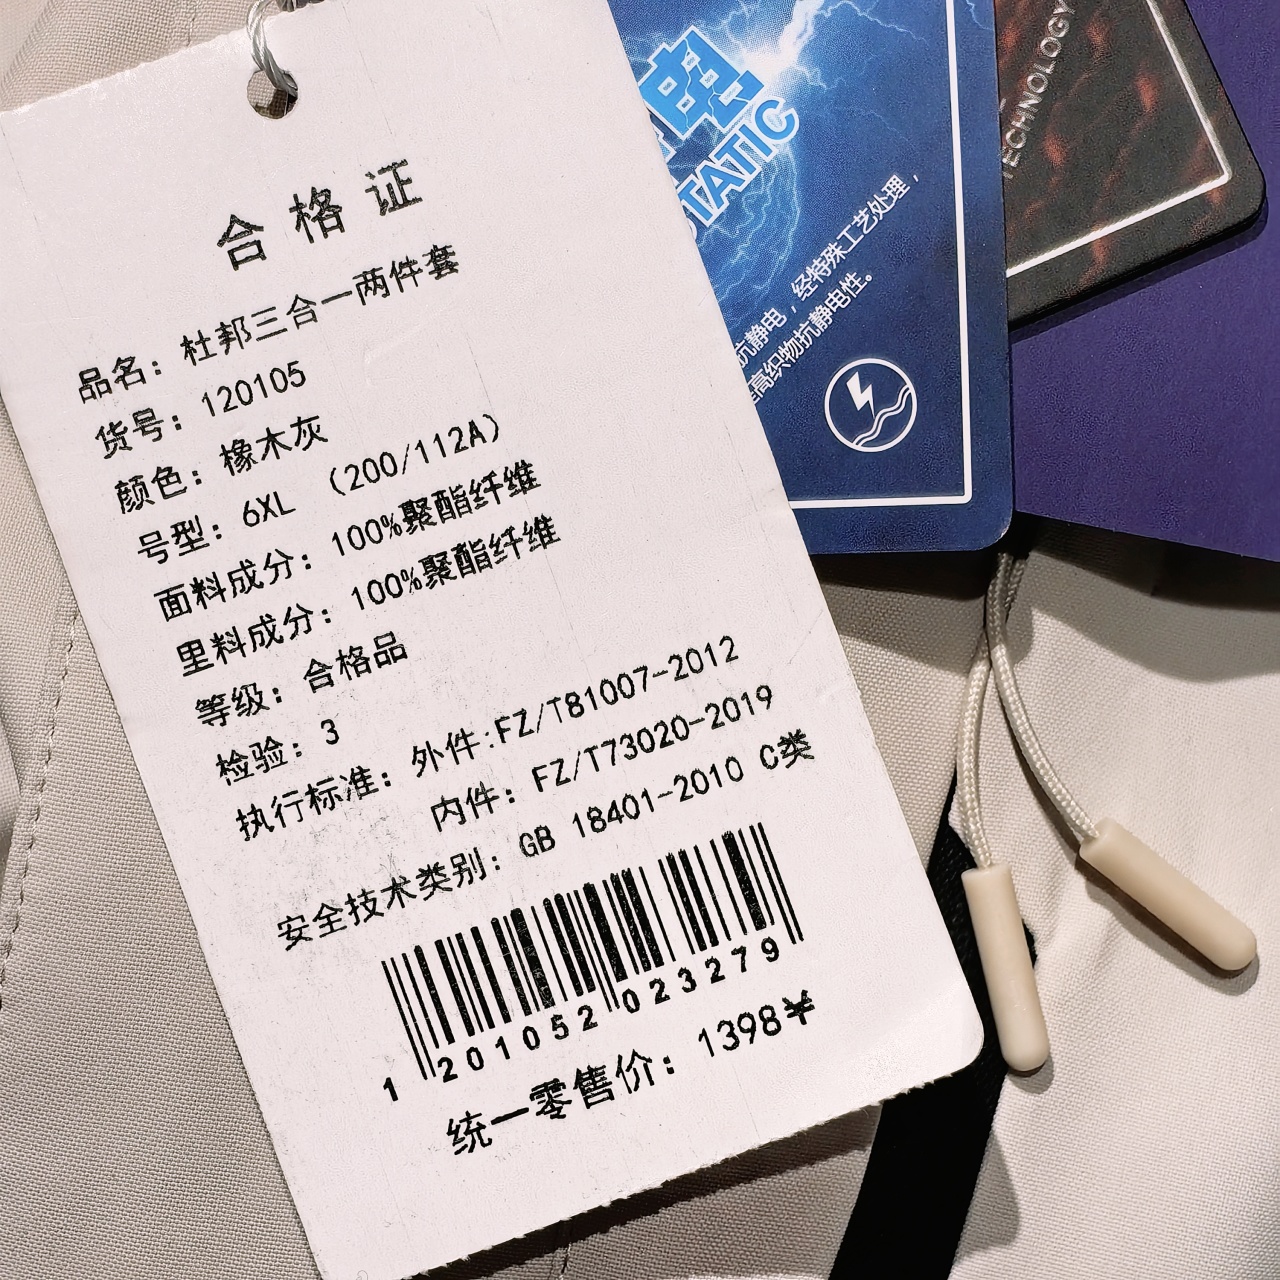 合格证
品名：杜邦三合一两件套
货号：120105
颜色：橡木灰
号型：6XL （200/112A）
面料成分：100%聚酯纤维
里料成分：100%聚酯纤维
等级：合格品
检验：3
执行标准：外件:FZ/T81007-2012
内件：FZ/T73020-2019
安全技术类别：GB 18401-2010 C类
1 201052 023279
统一零售价：1398¥
电
STATIC
抗静电，经特殊工艺处理，
高织物抗静电性。
TECHNOLOGY